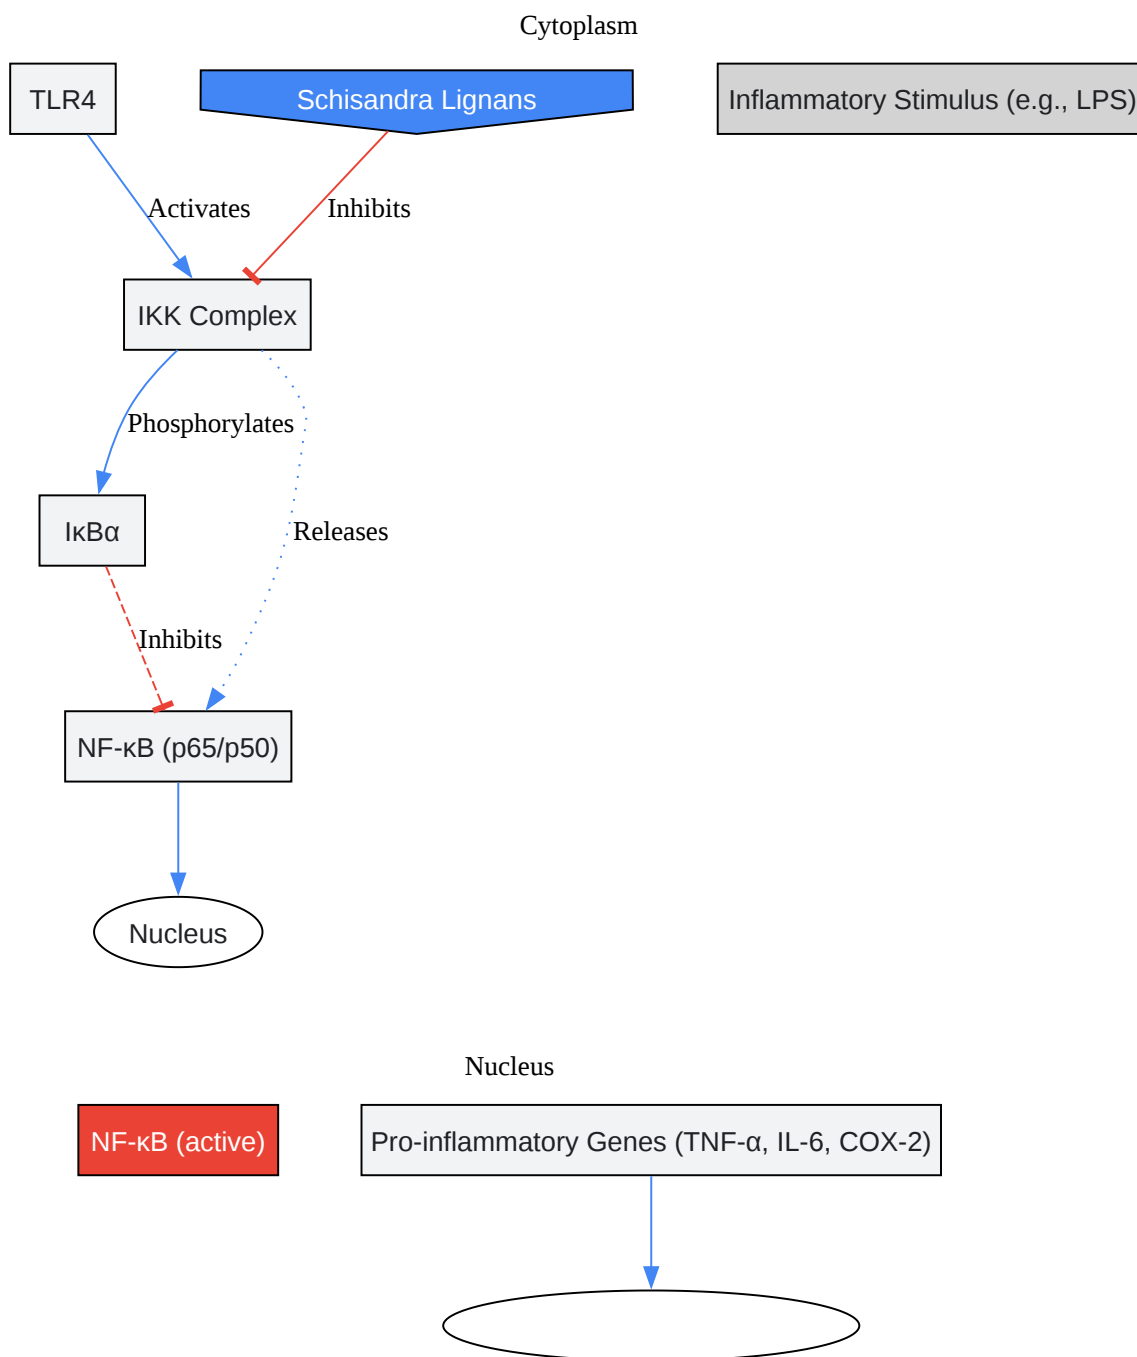 Cytoplasm
TLR4
Schisandra Lignans
Inflammatory Stimulus (e.g., LPS)
Activates
Inhibits
IKK Complex
Phosphorylates
IκBα
Releases
Inhibits
NF-κB (p65/p50)
Nucleus
Nucleus
NF-κB (active)
Pro-inflammatory Genes (TNF-α, IL-6, COX-2)